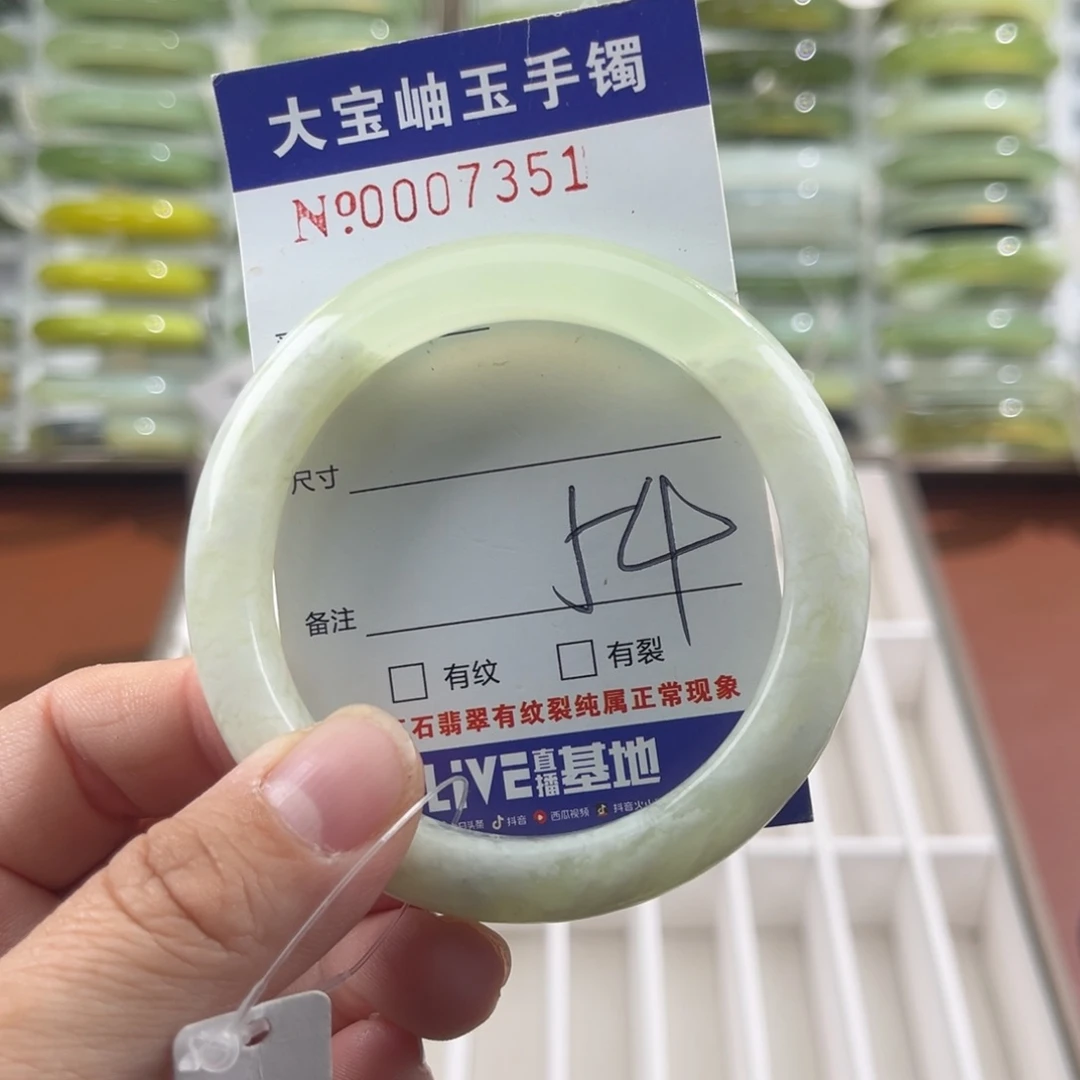 大宝岫玉手镯
Nº0007351
尺寸
54
备注
有纹 有裂
石翡翠有纹裂纯属正常现象
LIVE直播基地
头条 抖音 西瓜视频 抖音火山